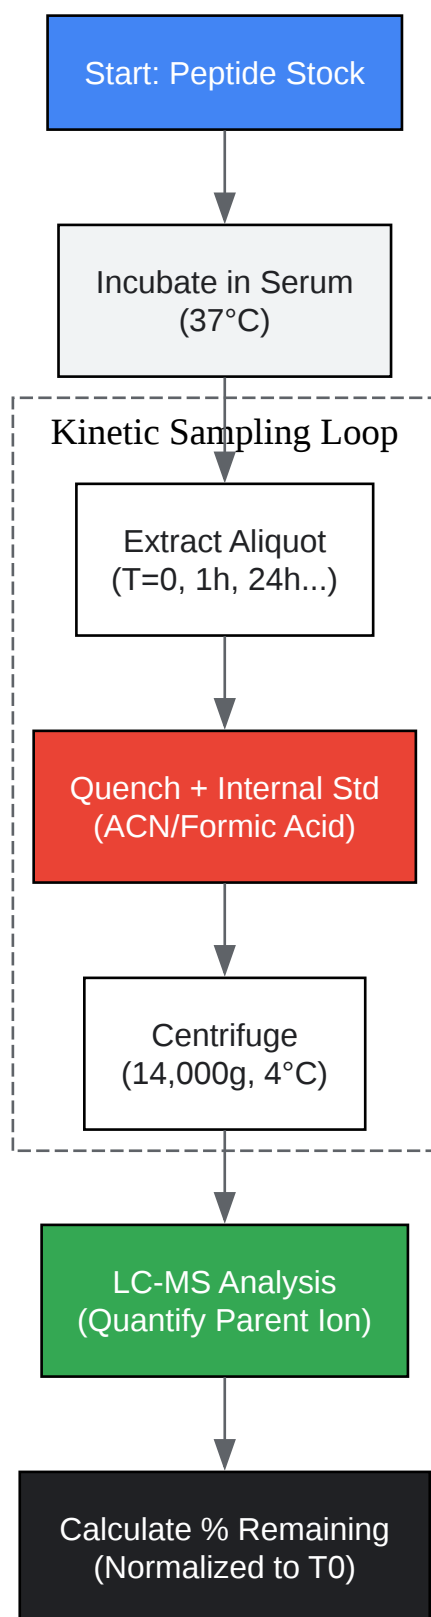 Start: Peptide Stock
Incubate in Serum
(37°C)
Kinetic Sampling Loop
Extract Aliquot
(T=0, 1h, 24h...)
Quench + Internal Std
(ACN/Formic Acid)
Centrifuge
(14,000g, 4°C)
LC-MS Analysis
(Quantify Parent Ion)
Calculate % Remaining
(Normalized to T0)